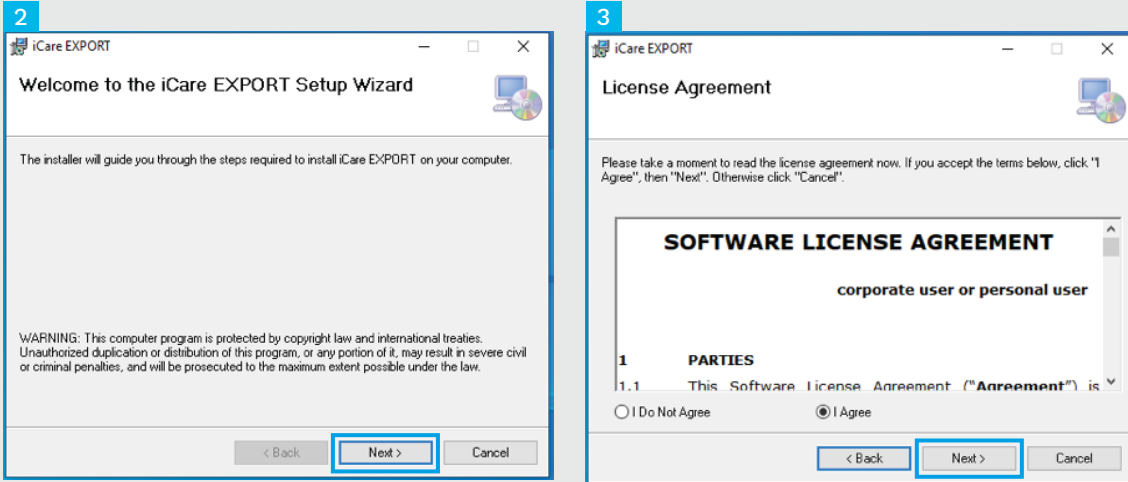 2
iCare EXPORT
Welcome to the iCare EXPORT Setup Wizard
The installer will guide you through the steps required to install iCare EXPORT on your computer.
WARNING: This computer program is protected by copyright law and international treaties.
Unauthorized duplication or distribution of this program, or any portion of it, may result in severe civil
or criminal penalties, and will be prosecuted to the maximum extent possible under the law.
< Back
Next >
Cancel
3
iCare EXPORT
License Agreement
Please take a moment to read the license agreement now. If you accept the terms below, click "I
Agree", then "Next". Otherwise click "Cancel".
SOFTWARE LICENSE AGREEMENT
corporate user or personal user
1 PARTIES
1.1 This Software License Agreement (“Agreement”) is
I Do Not Agree
I Agree
< Back
Next >
Cancel